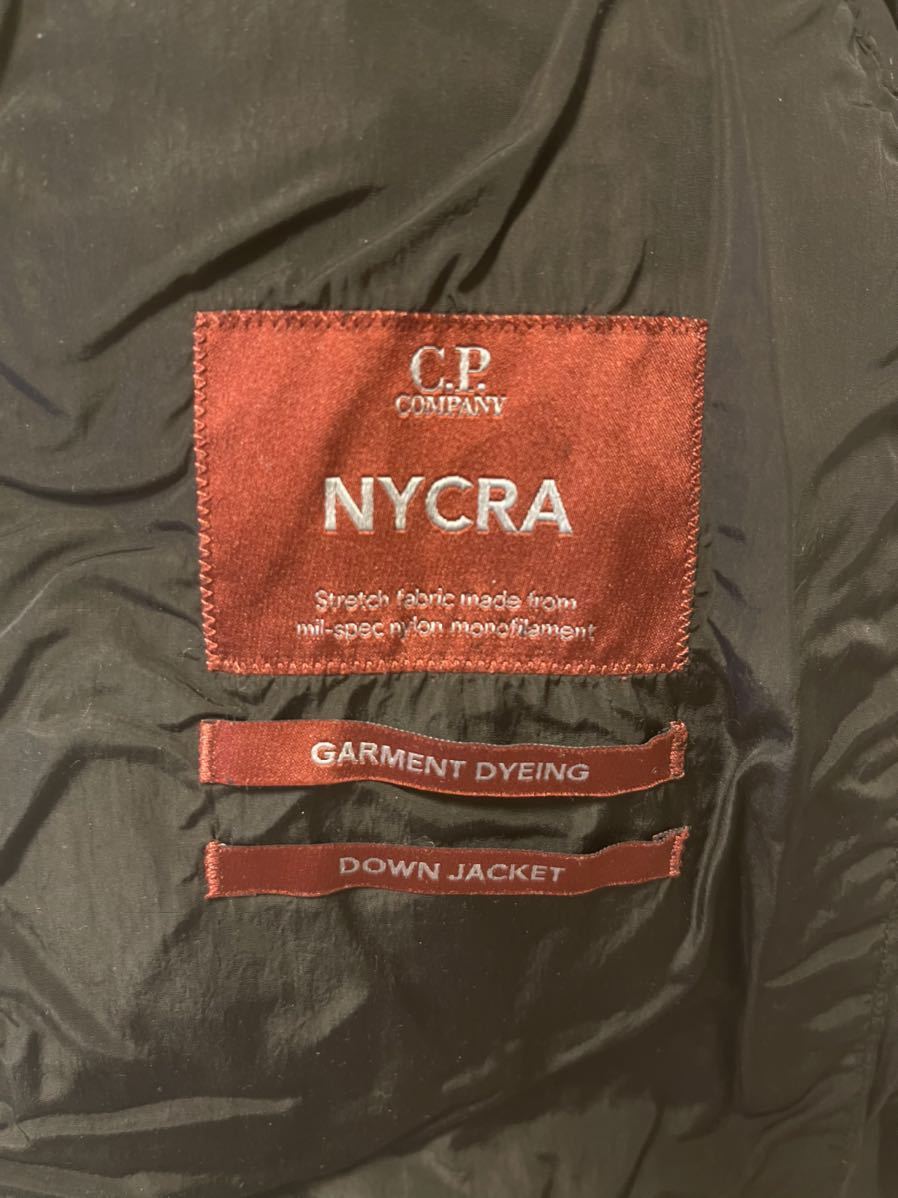 C.P.
COMPANY
NYCRA
Stretch fabric made from
mil-spec nylon monofilament
GARMENT DYEING
DOWN JACKET